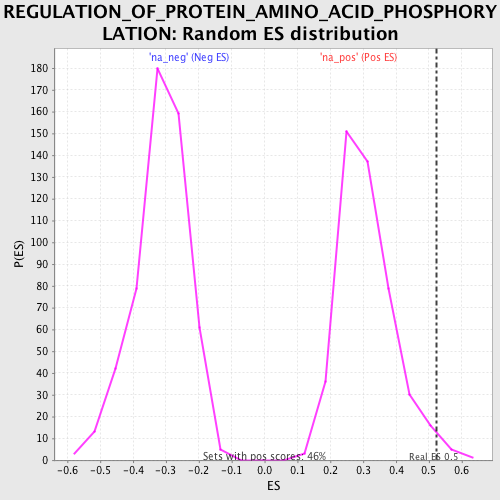 REGULATION_OF_PROTEIN_AMINO_ACID_PHOSPHORY
LATION: Random ES distribution
'na_neg' (Neg ES)
'na_pos' (Pos ES)
180
170
160
150
140
130
120
110
100
90
80
70
60
50
40
30
20
10
0
P(ES)
Sets with pos scores: 46%
Real ES 0.5
-0.6 -0.5 -0.4 -0.3 -0.2 -0.1 0.0 0.1 0.2 0.3 0.4 0.5 0.6
ES